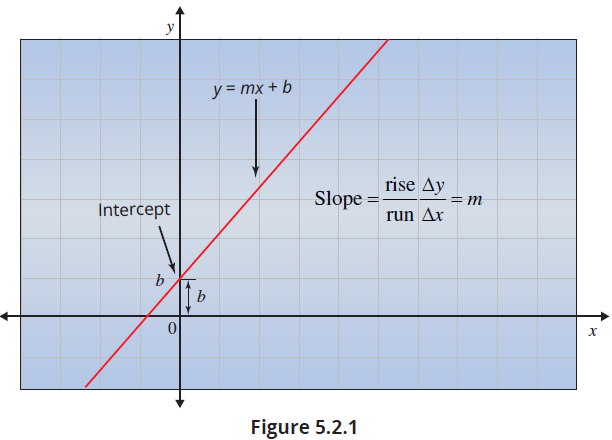 y
y = mx + b
Slope = rise/run Δy/Δx = m
Intercept
b
b
0
x
Figure 5.2.1